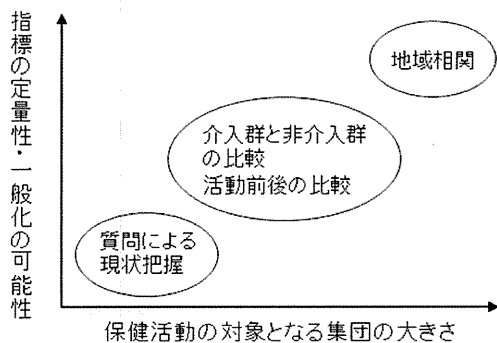 指標の定量性・一般化の可能性
地域相関
介入群と非介入群
の比較
活動前後の比較
質問による
現状把握
保健活動の対象となる集団の大きさ